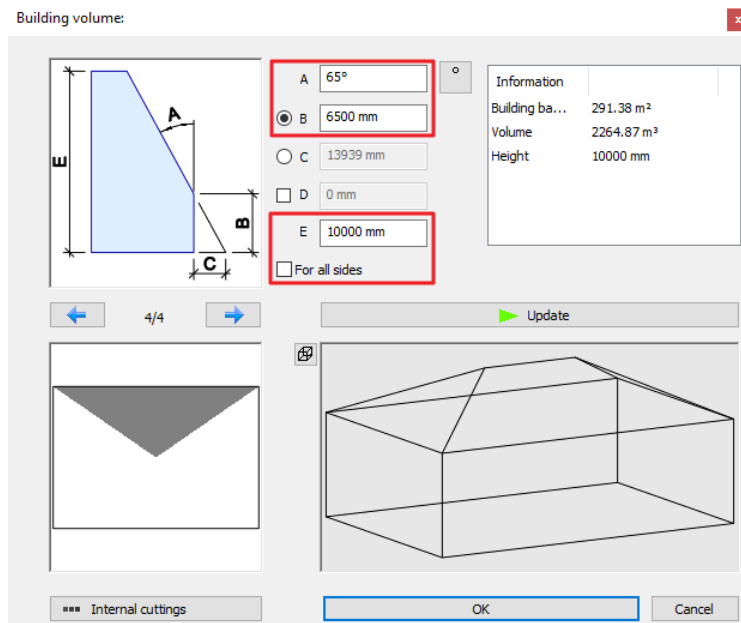 Building volume:
x
A
E
B
C
A 65°
°
B 6500 mm
C 13939 mm
D 0 mm
E 10000 mm
For all sides
Information
Building ba... 291.38 m²
Volume 2264.87 m³
Height 10000 mm
4/4
Update
Internal cuttings
OK
Cancel